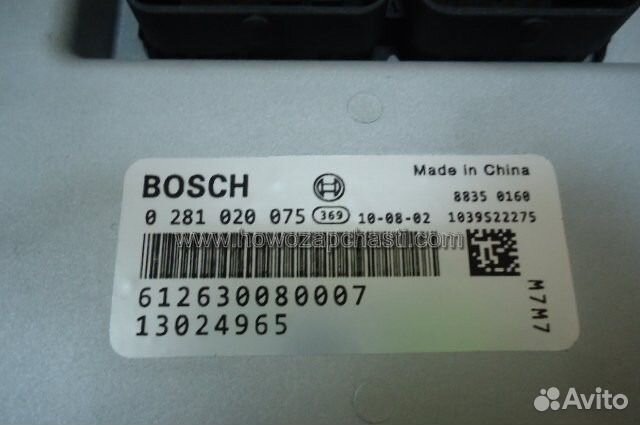 BOSCH
Made in China
8835 0160
0 281 020 075 369 10-08-02 1039S22275
www.howozapchasti.com
612630080007
13024965
M7M7
Avito